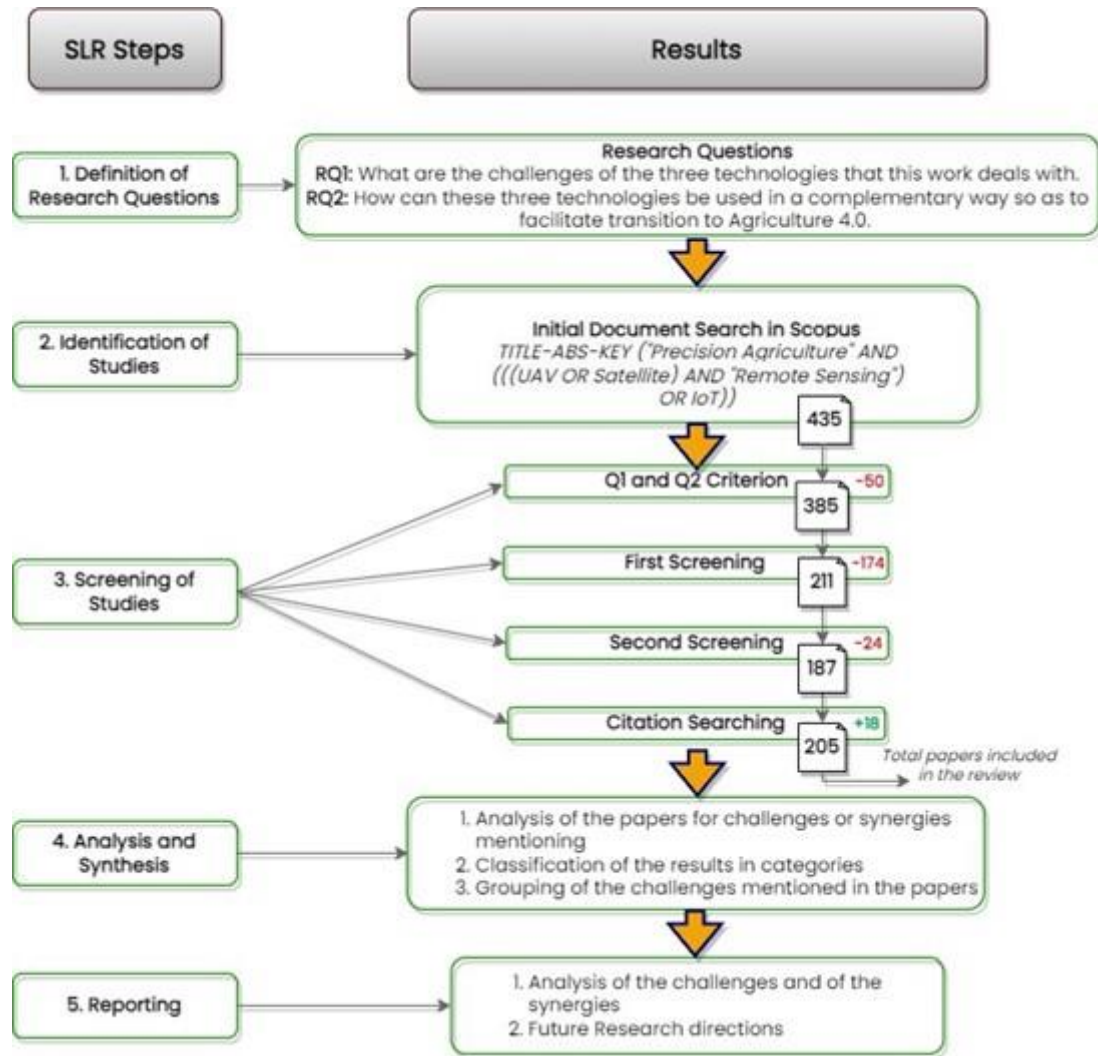 SLR Steps
Results
1. Definition of
Research Questions
Research Questions
RQ1: What are the challenges of the three technologies that this work deals with.
RQ2: How can these three technologies be used in a complementary way so as to
facilitate transition to Agriculture 4.0.
2. Identification of
Studies
Initial Document Search in Scopus
TITLE-ABS-KEY ("Precision Agriculture" AND
(((UAV OR Satellite) AND "Remote Sensing")
OR IoT))
435
3. Screening of
Studies
Q1 and Q2 Criterion
-50
385
First Screening
-174
211
Second Screening
-24
187
Citation Searching
+18
205
Total papers included
in the review
4. Analysis and
Synthesis
1. Analysis of the papers for challenges or synergies
mentioning
2. Classification of the results in categories
3. Grouping of the challenges mentioned in the papers
5. Reporting
1. Analysis of the challenges and of the
synergies
2. Future Research directions